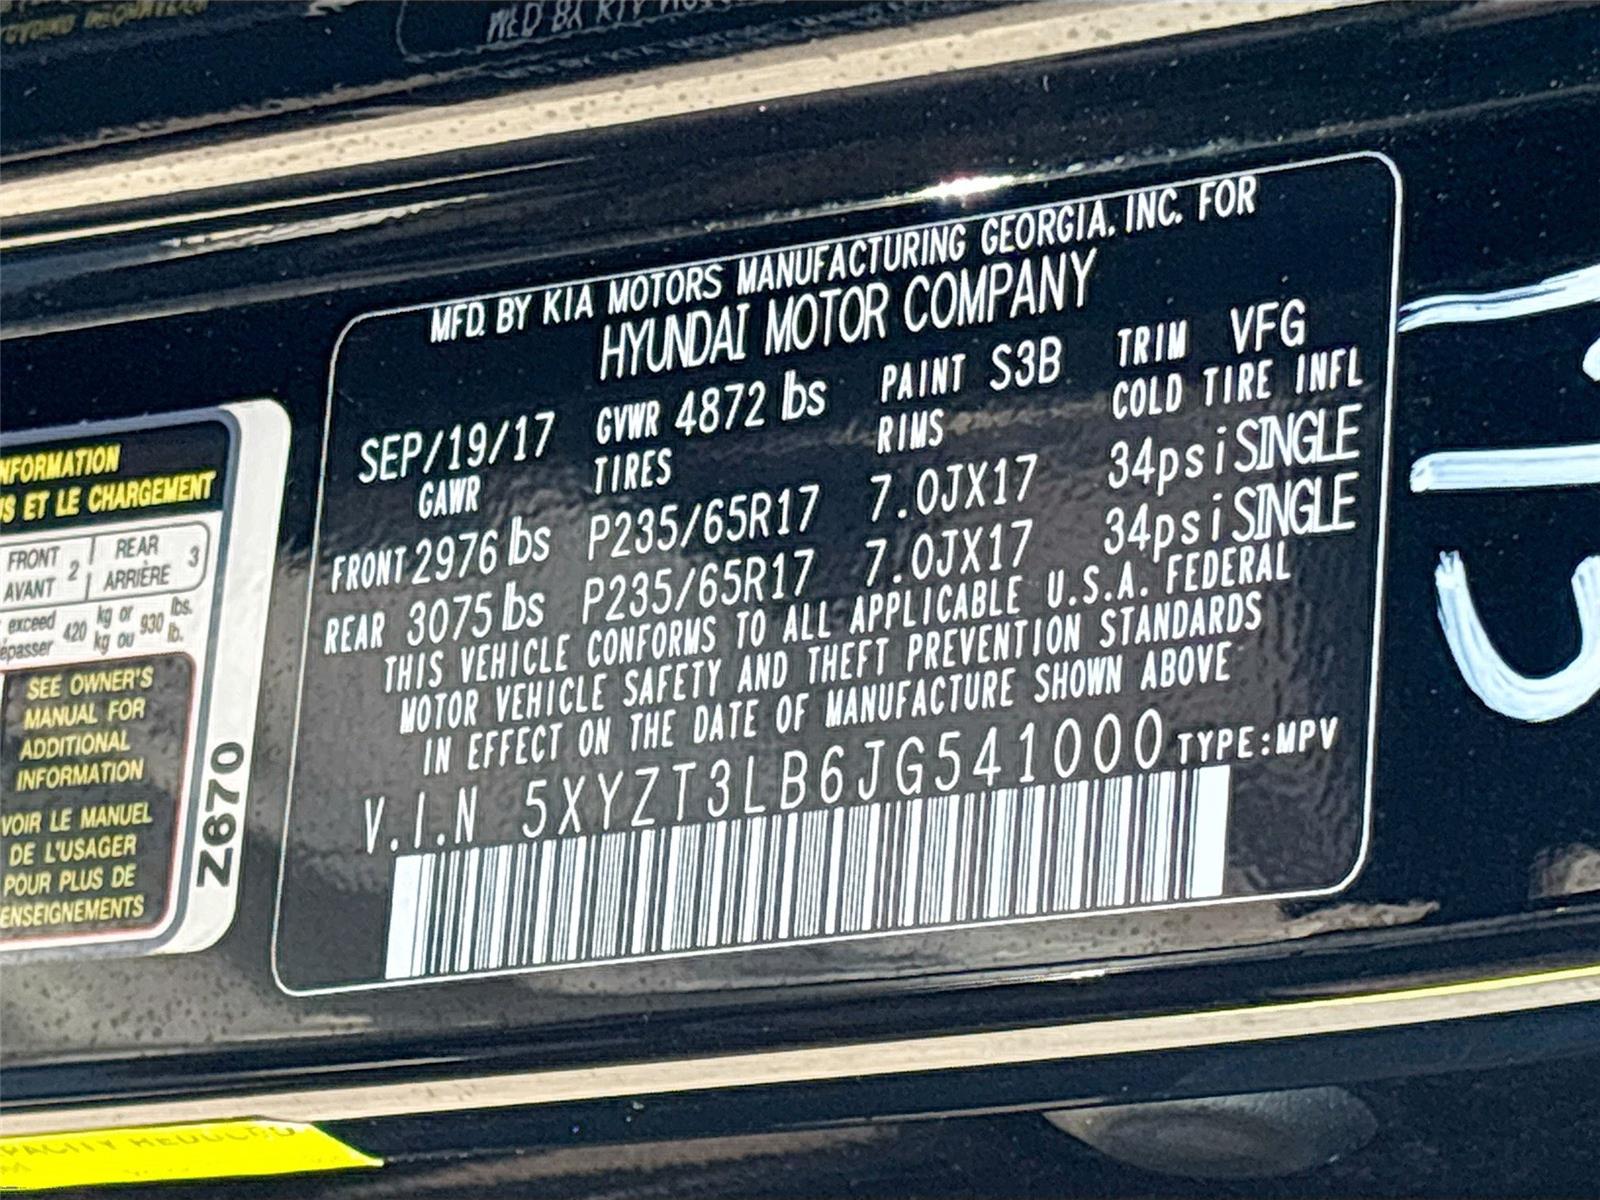 MFD. BY KIA MOTORS MANUFACTURING GEORGIA, INC. FOR
HYUNDAI MOTOR COMPANY
SEP/19/17 GVWR 4872 lbs PAINT S3B TRIM VFG
GAWR TIRES RIMS COLD TIRE INFL
FRONT 2976 lbs P235/65R17 7.0JX17 34psi SINGLE
REAR 3075 lbs P235/65R17 7.0JX17 34psi SINGLE
THIS VEHICLE CONFORMS TO ALL APPLICABLE U.S.A. FEDERAL
MOTOR VEHICLE SAFETY AND THEFT PREVENTION STANDARDS
IN EFFECT ON THE DATE OF MANUFACTURE SHOWN ABOVE
V.I.N 5XYZT3LB6JG541000 TYPE:MPV
NFORMATION
US ET LE CHARGEMENT
FRONT 2 REAR 3
AVANT ARRIÈRE
exceed 420 kg or 930 lbs.
épasser kg ou lb.
SEE OWNER'S
MANUAL FOR
ADDITIONAL
INFORMATION
VOIR LE MANUEL
DE L'USAGER
POUR PLUS DE
ENSEIGNEMENTS
Z670